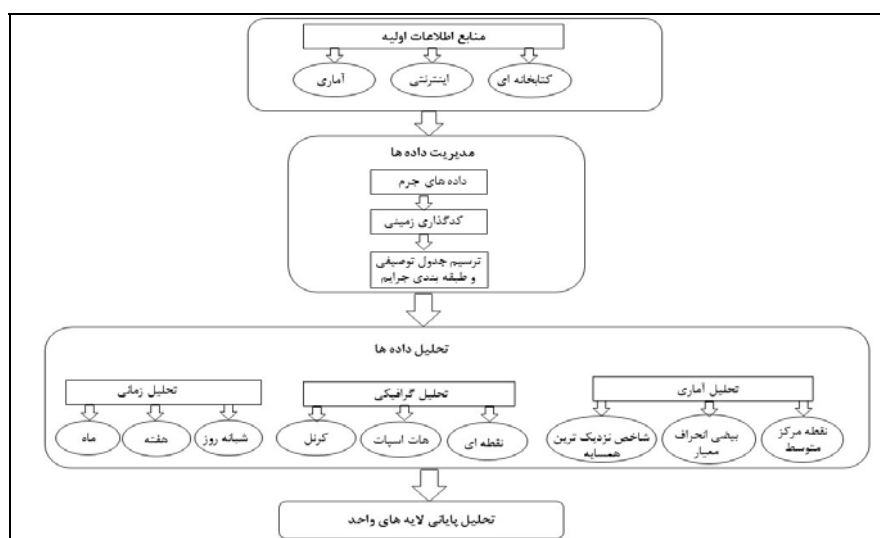 منابع اطلاعات اولیه
کتابخانه ای
اینترنتی
آماری
مدیریت داده ها
داده های جرم
کدگذاری زمینی
ترسیم جدول توصیفی
و طبقه بندی جرایم
تحلیل داده ها
تحلیل آماری
نقطه مرکز
متوسط
بیضی انحراف
معیار
شاخص نزدیک ترین
همسایه
تحلیل گرافیکی
نقطه ای
هات اسپات
کرنل
تحلیل زمانی
شبانه روز
هفته
ماه
تحلیل پایانی لایه های واحد